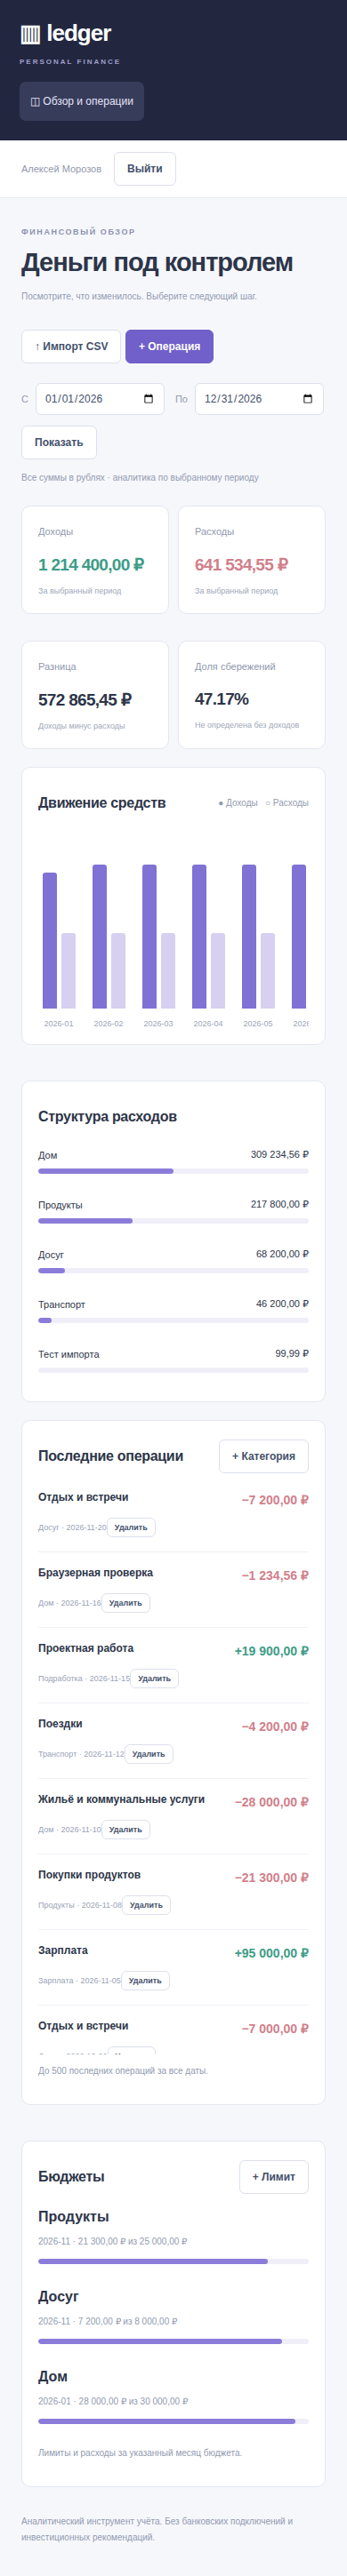 ledger
PERSONAL FINANCE
Обзор и операции
Алексей Морозов
Выйти
ФИНАНСОВЫЙ ОБЗОР
Деньги под контролем
Посмотрите, что изменилось. Выберите следующий шаг.
↑ Импорт CSV
+ Операция
С 01/01/2026 По 12/31/2026
Показать
Все суммы в рублях · аналитика по выбранному периоду
Доходы
1 214 400,00 ₽
За выбранный период
Расходы
641 534,55 ₽
За выбранный период
Разница
572 865,45 ₽
Доходы минус расходы
Доля сбережений
47.17%
Не определена без доходов
Движение средств
● Доходы ○ Расходы
2026-01 2026-02 2026-03 2026-04 2026-05 2026
Структура расходов
Дом 309 234,56 ₽
Продукты 217 800,00 ₽
Досуг 68 200,00 ₽
Транспорт 46 200,00 ₽
Тест импорта 99,99 ₽
Последние операции
+ Категория
Отдых и встречи −7 200,00 ₽
Досуг · 2026-11-20 Удалить
Браузерная проверка −1 234,56 ₽
Дом · 2026-11-16 Удалить
Проектная работа +19 900,00 ₽
Подработка · 2026-11-15 Удалить
Поездки −4 200,00 ₽
Транспорт · 2026-11-12 Удалить
Жильё и коммунальные услуги −28 000,00 ₽
Дом · 2026-11-10 Удалить
Покупки продуктов −21 300,00 ₽
Продукты · 2026-11-08 Удалить
Зарплата +95 000,00 ₽
Зарплата · 2026-11-05 Удалить
Отдых и встречи −7 000,00 ₽
До 500 последних операций за все даты.
Бюджеты
+ Лимит
Продукты
2026-11 · 21 300,00 ₽ из 25 000,00 ₽
Досуг
2026-11 · 7 200,00 ₽ из 8 000,00 ₽
Дом
2026-01 · 28 000,00 ₽ из 30 000,00 ₽
Лимиты и расходы за указанный месяц бюджета.
Аналитический инструмент учёта. Без банковских подключений и
инвестиционных рекомендаций.